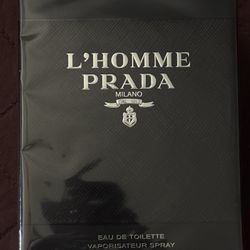 L'HOMME
PRADA
MILANO
EAU DE TOILETTE
VAPORISATEUR SPRAY